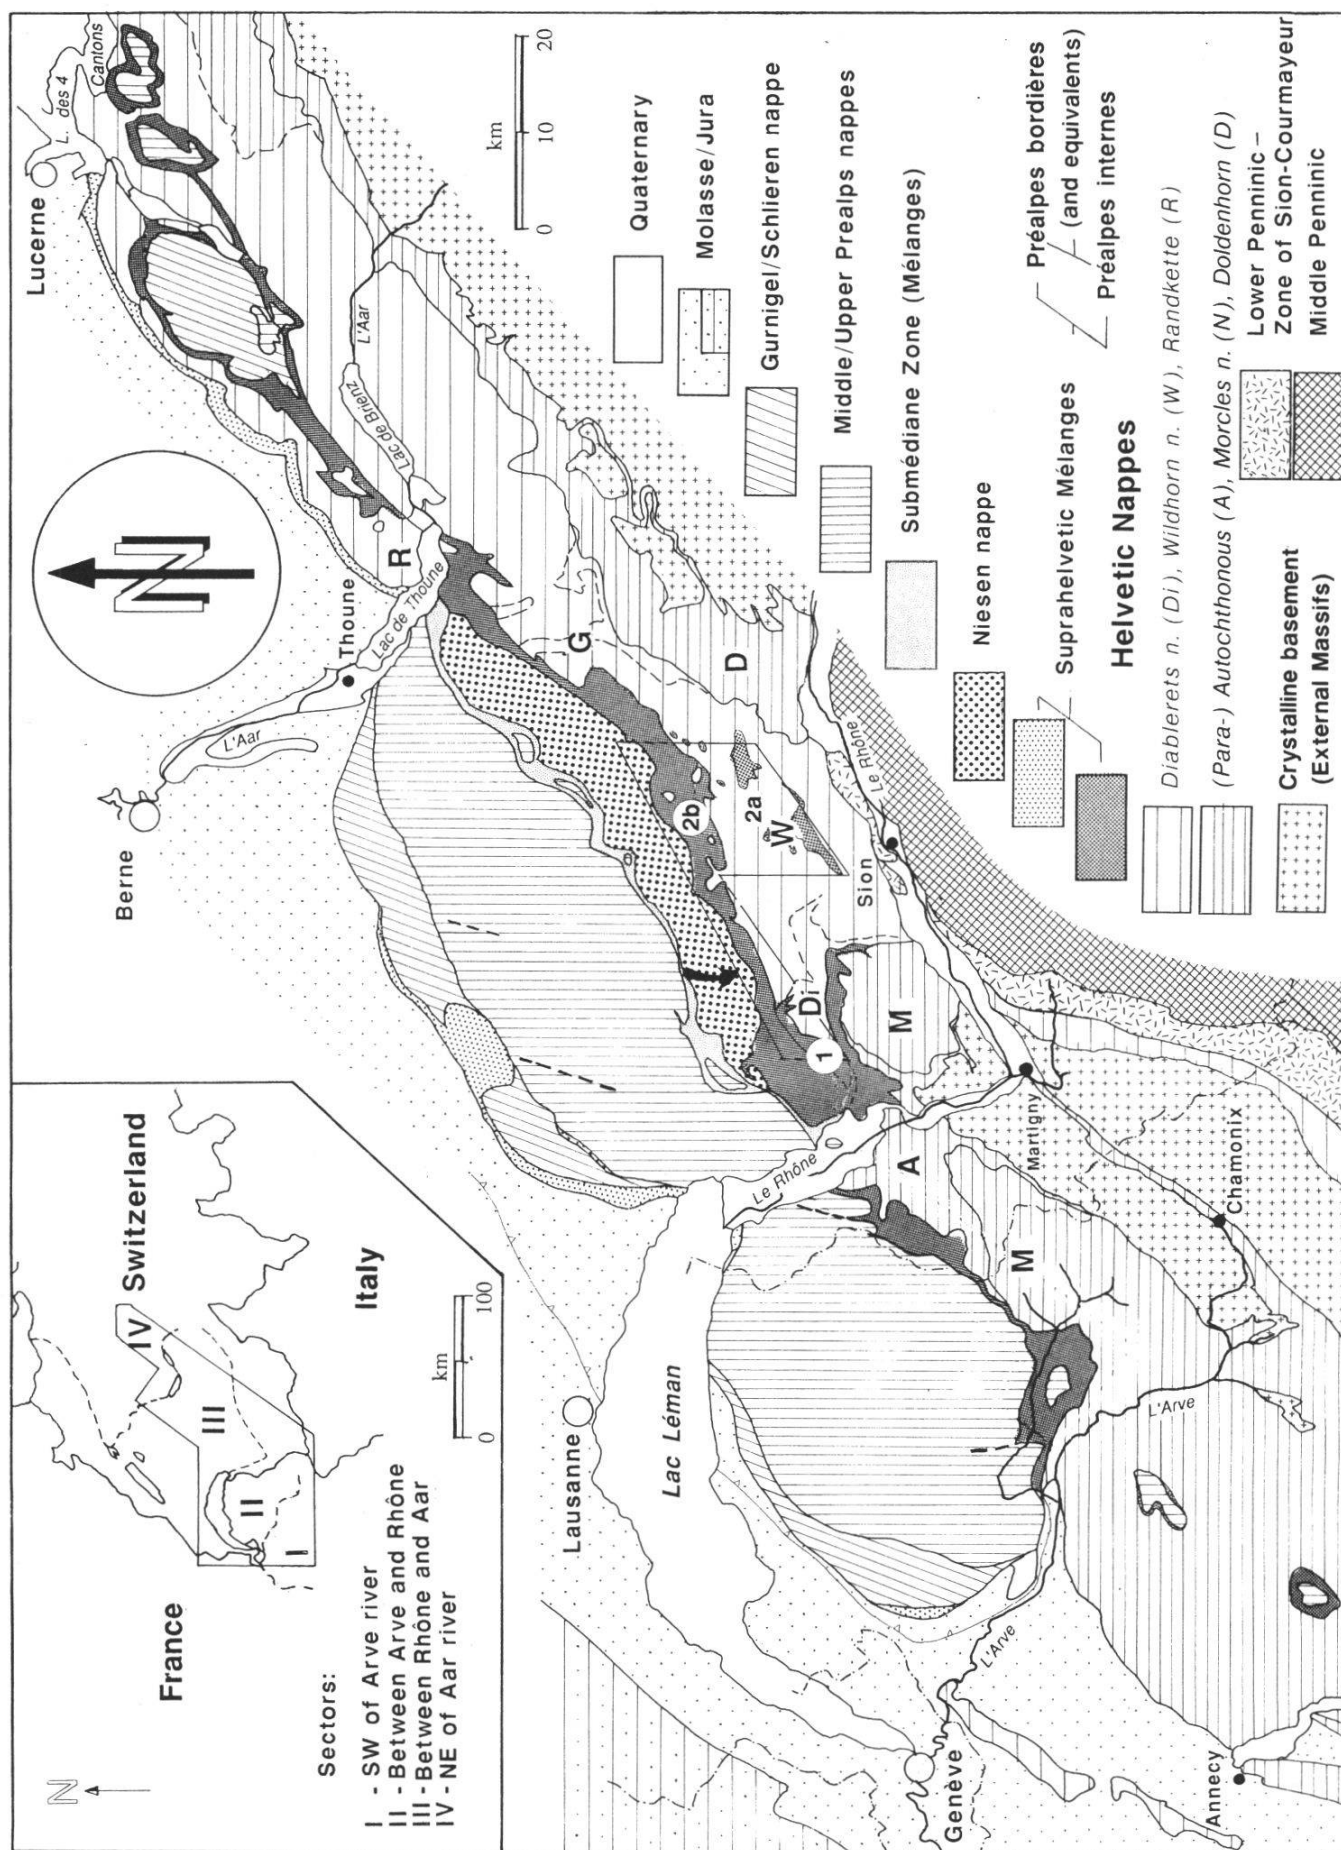 N
France
Switzerland
Italy
I
II
III
IV
Sectors:
I - SW of Arve river
II - Between Arve and Rhône
III - Between Rhône and Aar
IV - NE of Aar river
km
0 100
N
Lucerne
L. des 4
Cantons
Berne
L'Aar
Thoune
Lac de Thoune
Lac de Brienz
L'Aar
R
G
D
2b
2a
W
Di
1
M
A
M
Sion
Le Rhône
Le Rhône
Martigny
Chamonix
Lausanne
Lac Léman
L'Arve
L'Arve
Genève
Annecy
km
0 10 20
Quaternary
Molasse/Jura
Gurnigel/Schlieren nappe
Middle/Upper Prealps nappes
Submédiane Zone (Mélanges)
Niesen nappe
Suprahelvetic Mélanges
Préalpes bordières
(and equivalents)
Préalpes internes
Helvetic Nappes
Diablerets n. (Di), Wildhorn n. (W), Randkette (R)
(Para-) Autochthonous (A), Morcles n. (N), Doldenhorn (D)
Crystalline basement
(External Massifs)
Lower Penninic –
Zone of Sion-Courmayeur
Middle Penninic